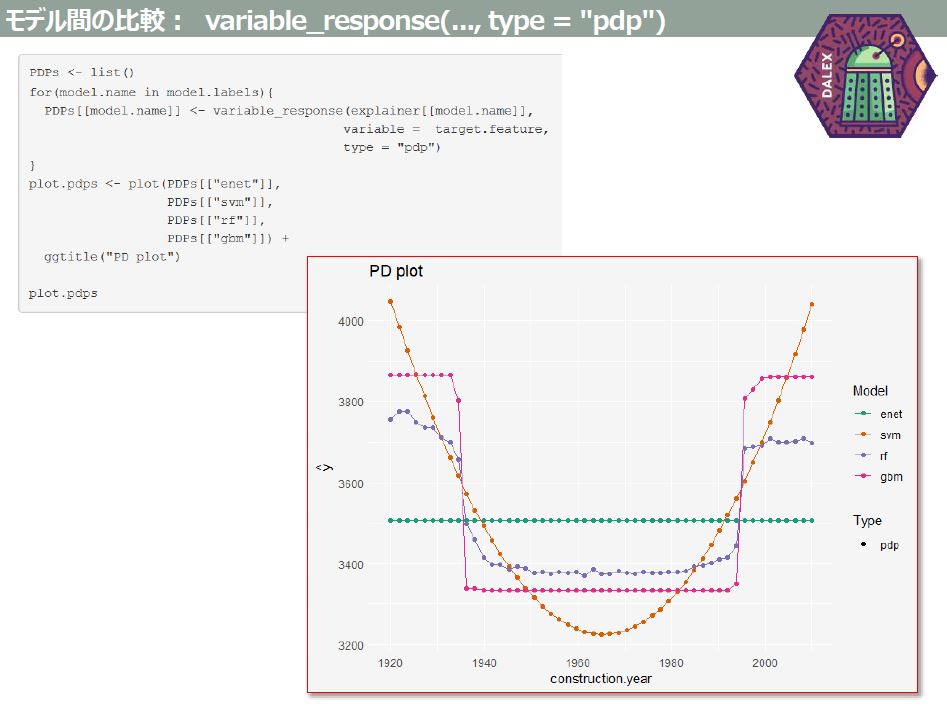 モデル間の比較： variable_response(..., type = "pdp")
DALEX
PDPs <- list()
for(model.name in model.labels){
  PDPs[[model.name]] <- variable_response(explainer[[model.name]],
                                          variable =  target.feature,
                                          type = "pdp")
}
plot.pdps <- plot(PDPs[["enet"]],
                  PDPs[["svm"]],
                  PDPs[["rf"]],
                  PDPs[["gbm"]]) +
  ggtitle("PD plot")
plot.pdps
PD plot
4000
3800
3600
3400
3200
ŷ
1920 1940 1960 1980 2000
construction.year
Model
enet
svm
rf
gbm
Type
pdp